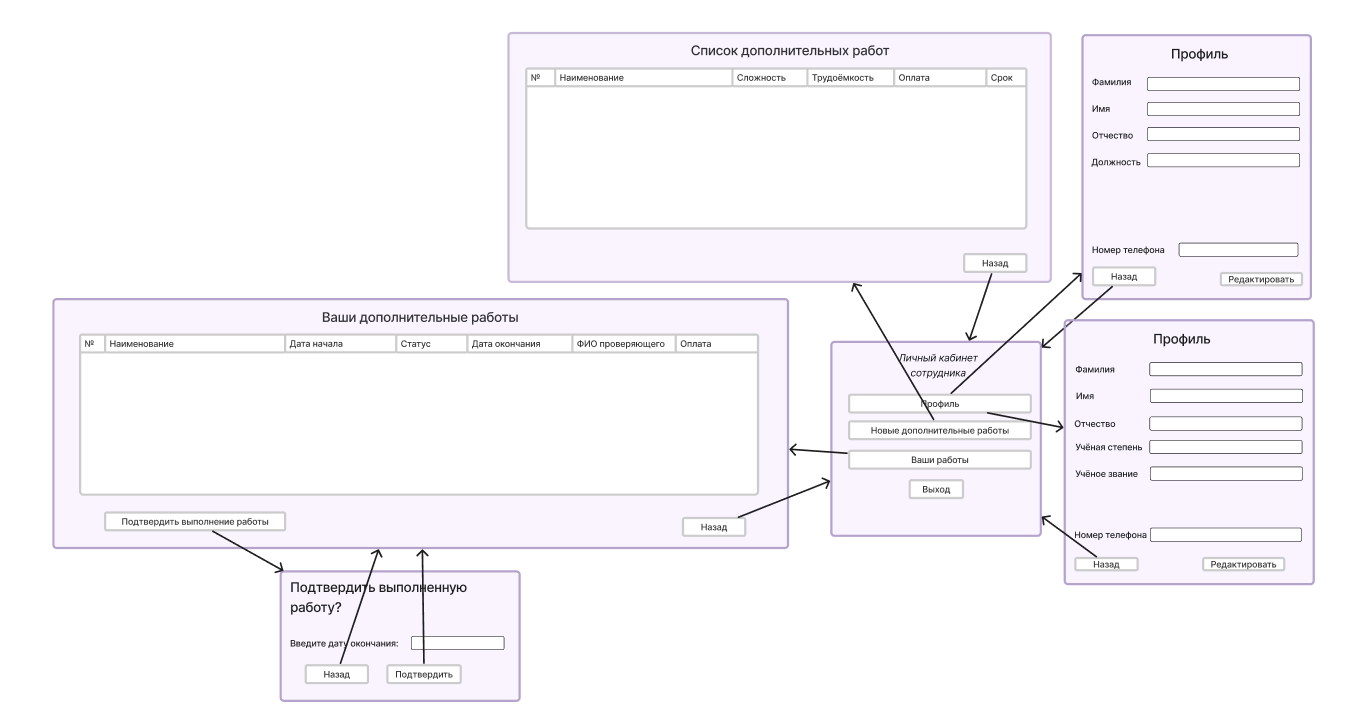 Список дополнительных работ
№ Наименование Сложность Трудоёмкость Оплата Срок
Назад
Профиль
Фамилия
Имя
Отчество
Должность
Номер телефона
Назад Редактировать
Ваши дополнительные работы
№ Наименование Дата начала Статус Дата окончания ФИО проверяющего Оплата
Подтвердить выполнение работы
Назад
Личный кабинет
сотрудника
Профиль
Новые дополнительные работы
Ваши работы
Выход
Профиль
Фамилия
Имя
Отчество
Учёная степень
Учёное звание
Номер телефона
Назад Редактировать
Подтвердить выполненную
работу?
Введите дату окончания:
Назад Подтвердить